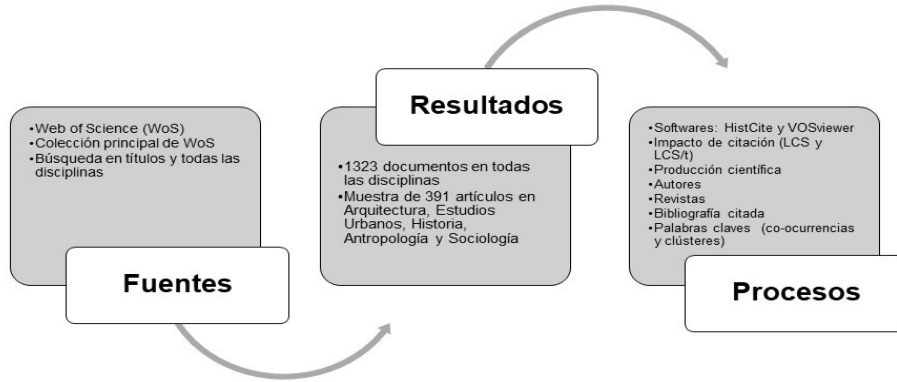 •Web of Science (WoS)
•Colección principal de WoS
•Búsqueda en títulos y todas las
disciplinas
Fuentes
Resultados
•1323 documentos en todas
las disciplinas
•Muestra de 391 artículos en
Arquitectura, Estudios
Urbanos, Historia,
Antropología y Sociología
•Softwares: HistCite y VOSviewer
•Impacto de citación (LCS y
LCS/t)
•Producción científica
•Autores
•Revistas
•Bibliografía citada
•Palabras claves (co-ocurrencias
y clústeres)
Procesos